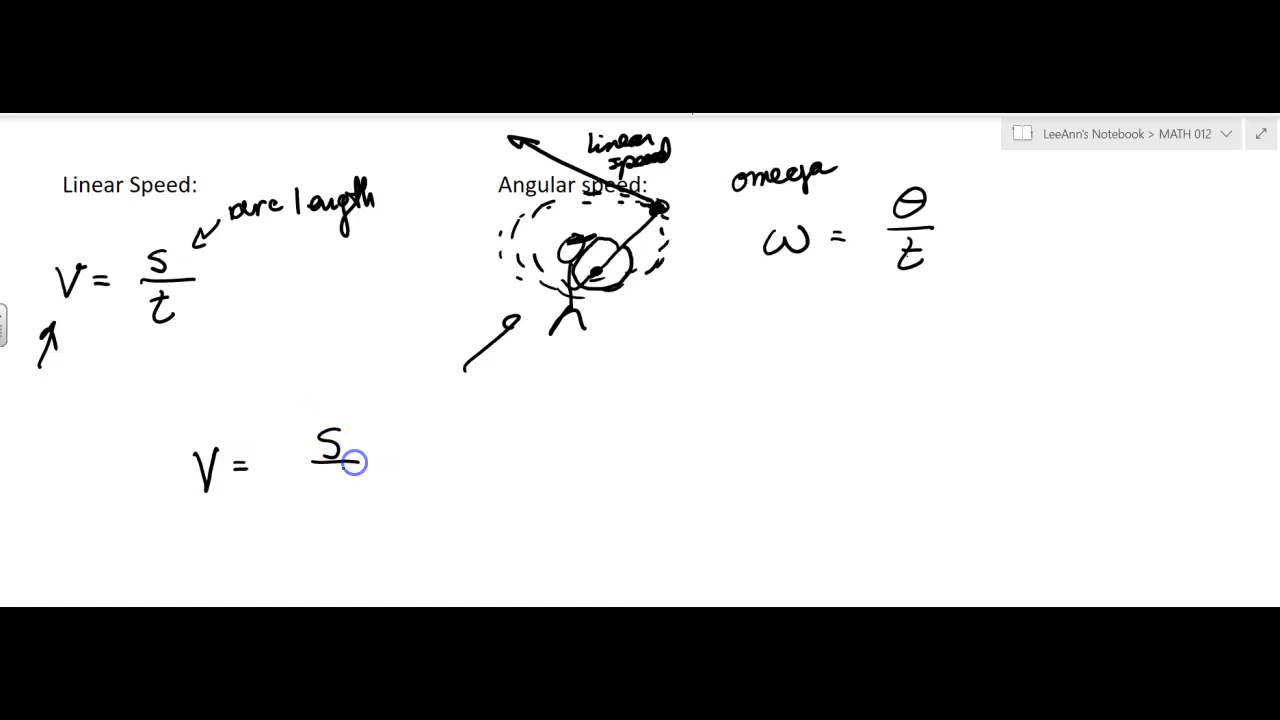 LeeAnn's Notebook > MATH 012
Linear Speed:
arc length
V = s/t
linear
speed
Angular speed:
omega
ω = θ/t
V = s